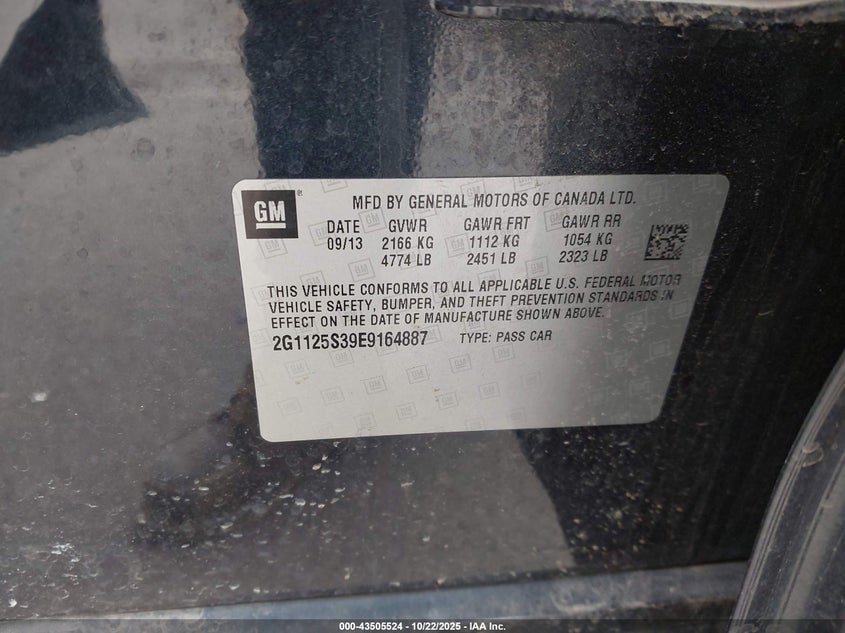 GM ®
MFD BY GENERAL MOTORS OF CANADA LTD.
DATE GVWR GAWR FRT GAWR RR
09/13 2166 KG 1112 KG 1054 KG
4774 LB 2451 LB 2323 LB
THIS VEHICLE CONFORMS TO ALL APPLICABLE U.S. FEDERAL MOTOR
VEHICLE SAFETY, BUMPER, AND THEFT PREVENTION STANDARDS IN
EFFECT ON THE DATE OF MANUFACTURE SHOWN ABOVE.
2G1125S39E9164887 TYPE: PASS CAR
000-43505524 | 10/22/2025 - IAA Inc.